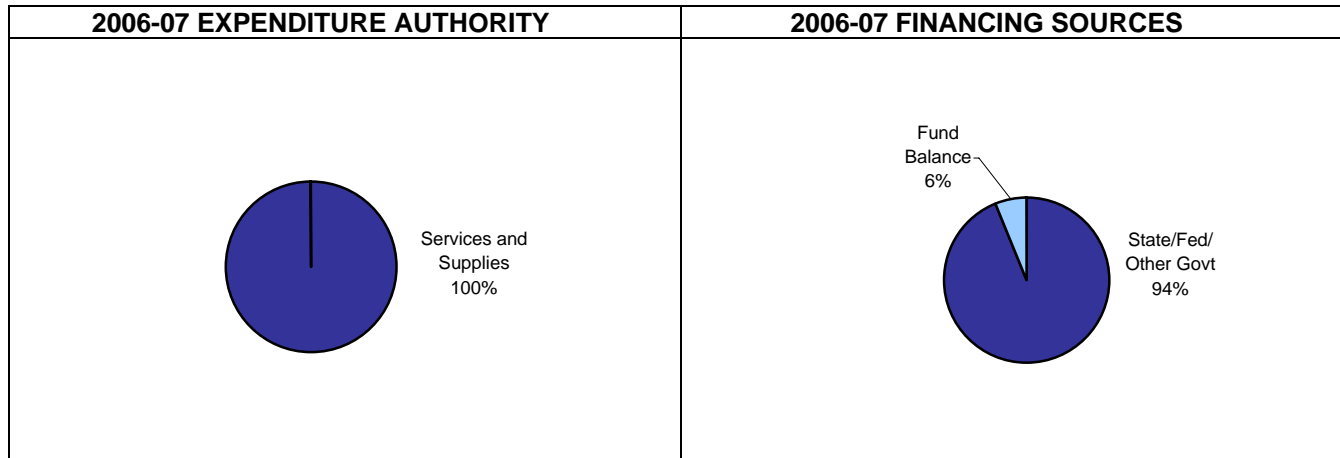 2006-07 EXPENDITURE AUTHORITY
2006-07 FINANCING SOURCES
Services and
Supplies
100%
Fund
Balance
6%
State/Fed/
Other Govt
94%